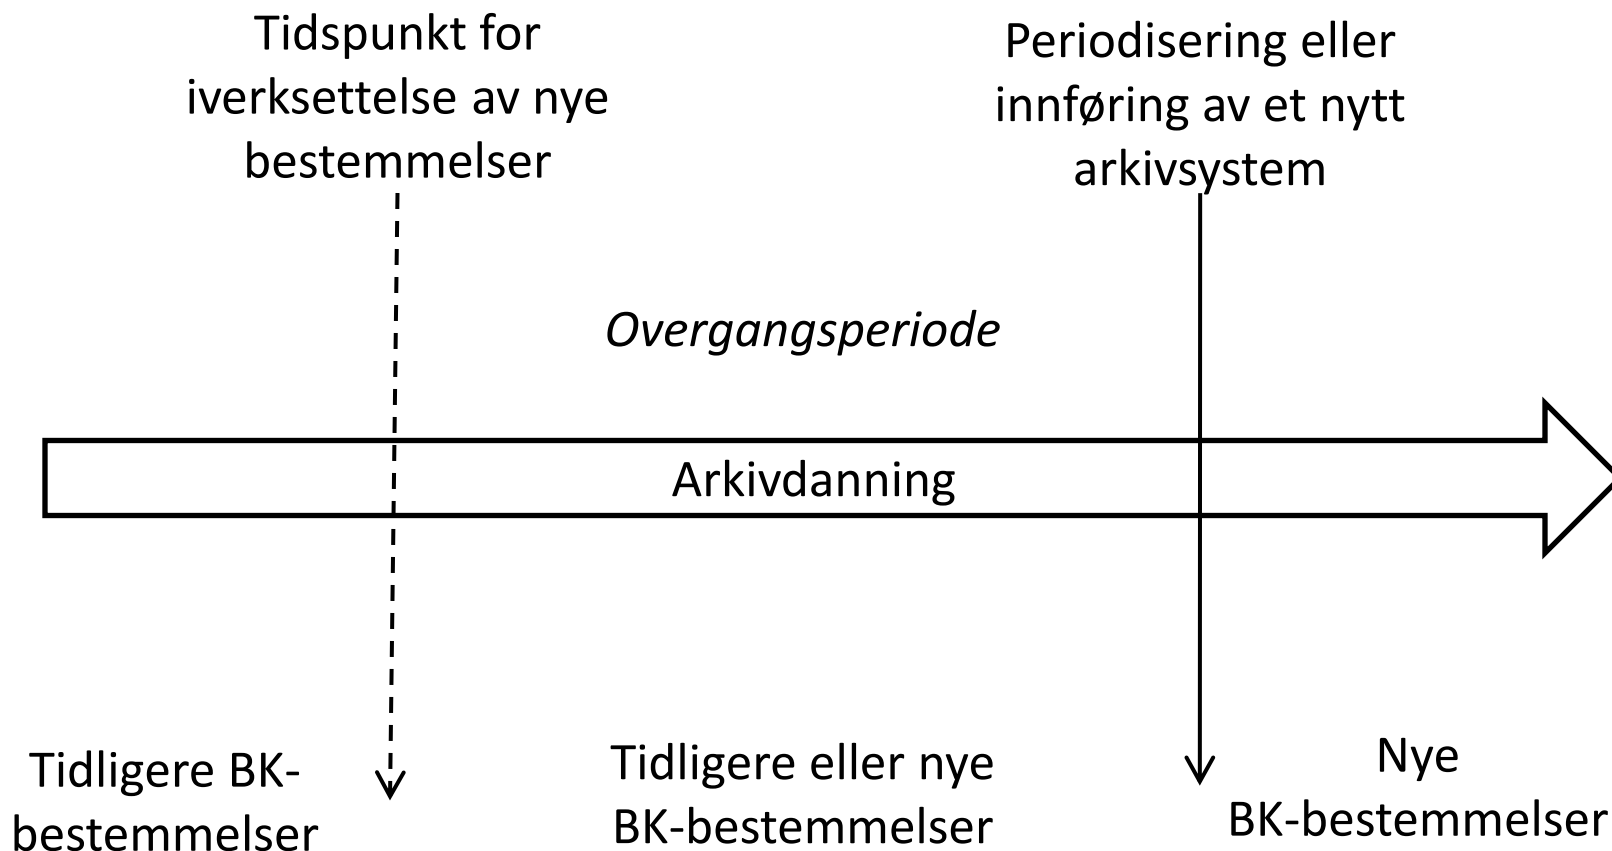 Tidspunkt for
iverksettelse av nye
bestemmelser
Periodisering eller
innføring av et nytt
arkivsystem
Overgangsperiode
Arkivdanning
Tidligere BK-
bestemmelser
Tidligere eller nye
BK-bestemmelser
Nye
BK-bestemmelser